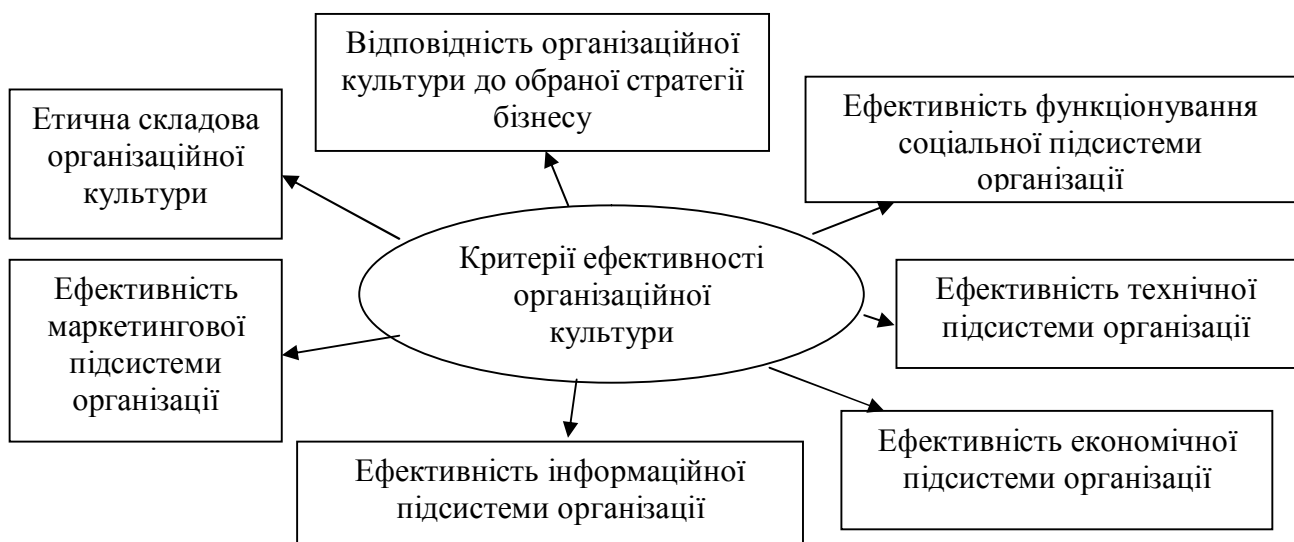 Відповідність організаційної
культури до обраної стратегії
бізнесу
Етична складова
організаційної
культури
Ефективність функціонування
соціальної підсистеми
організації
Критерії ефективності
організаційної
культури
Ефективність
маркетингової
підсистеми
організації
Ефективність технічної
підсистеми організації
Ефективність економічної
підсистеми організації
Ефективність інформаційної
підсистеми організації